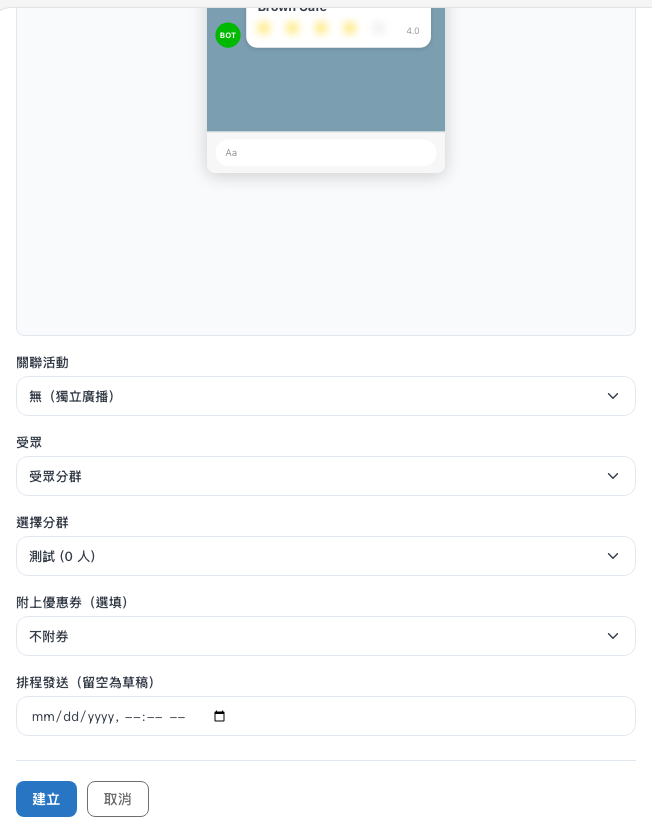 Brown Cafe
BOT
4.0
Aa
關聯活動
無（獨立廣播）
受眾
受眾分群
選擇分群
測試 (0 人)
附上優惠券（選填）
不附券
排程發送（留空為草稿）
mm/dd/yyyy, --:-- --
建立
取消